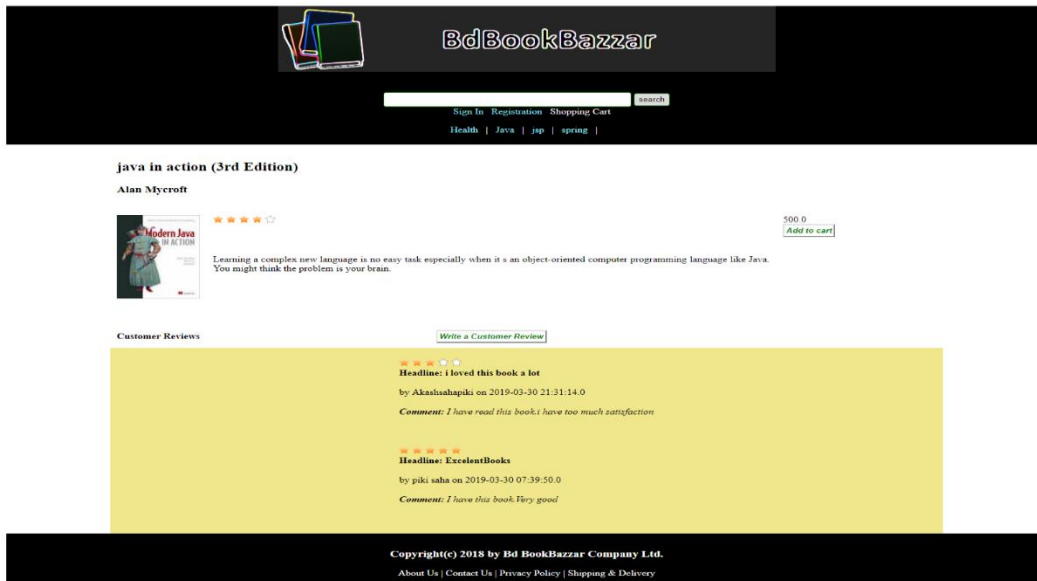 BdBookBazzar
search
Sign In Registration Shopping Cart
Health | Java | jsp | spring |
java in action (3rd Edition)
Alan Mycroft
Modern Java
IN ACTION
500.0
Add to cart
Learning a complex new language is no easy task especially when it s an object-oriented computer programming language like Java.
You might think the problem is your brain.
Customer Reviews
Write a Customer Review
Headline: i loved this book a lot
by Akashsahapiki on 2019-03-30 21:31:14.0
Comment: I have read this book.i have too much satisfaction
Headline: ExcelentBooks
by piki saha on 2019-03-30 07:39:50.0
Comment: I have this book.Very good
Copyright(c) 2018 by Bd BookBazzar Company Ltd.
About Us | Contact Us | Privacy Policy | Shipping & Delivery